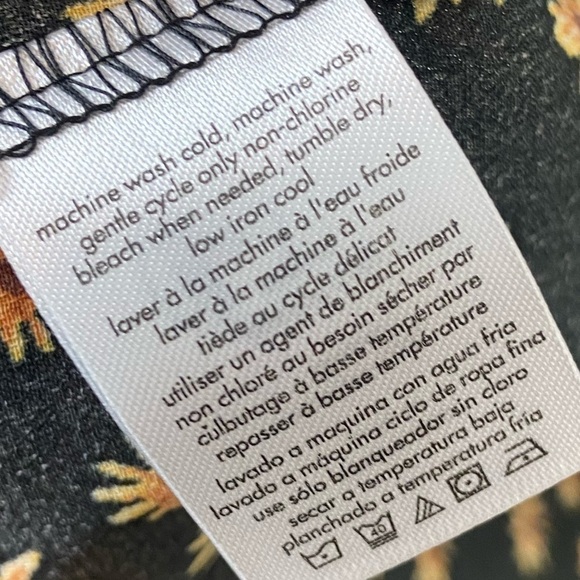 machine wash cold, machine wash,
gentle cycle only non-chlorine
bleach when needed, tumble dry,
low iron cool
laver à la machine à l'eau froide
laver à la machine à l'eau
tiède au cycle délicat
utiliser un agent de blanchiment
non chloré au besoin sécher par
culbutage à basse température
repasser à basse température
lavado a maquina con agua fria
lavado a máquina ciclo de ropa fina
use sólo blanqueador sin cloro
secar a temperatura baja
planchado a temperatura fría
40